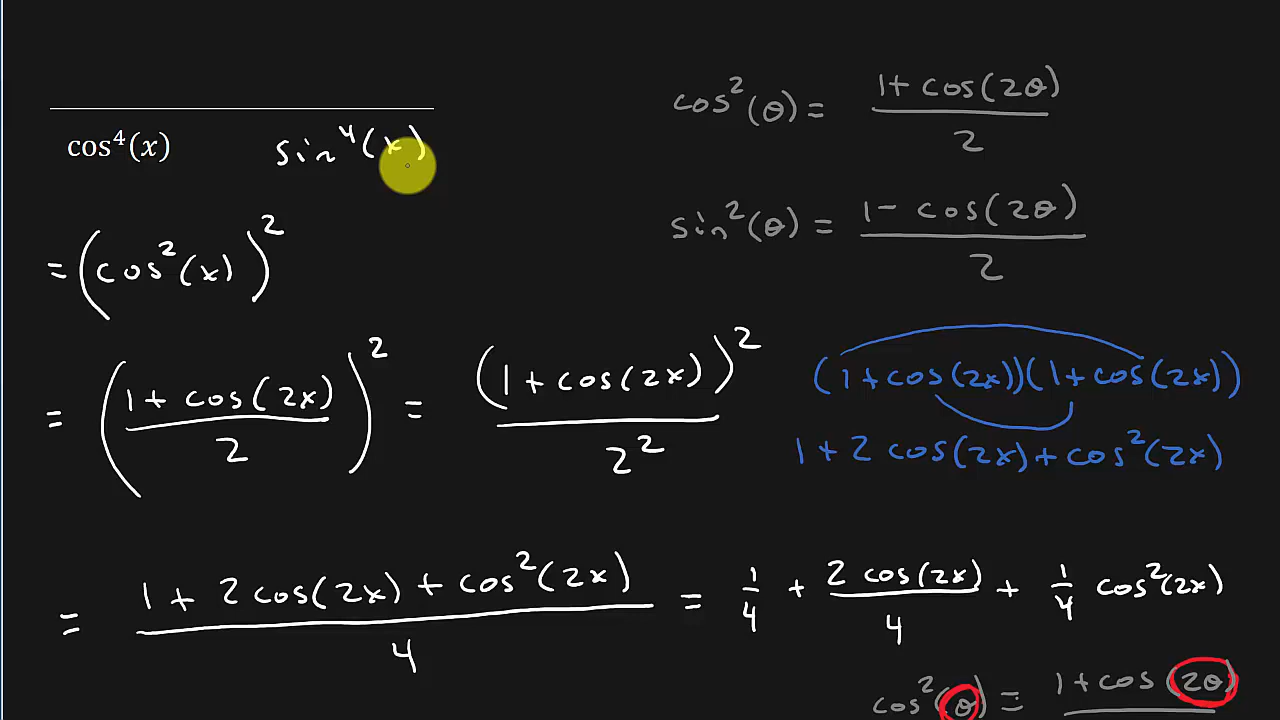 cos⁴(x) sin⁴(x)
cos²(θ) = (1 + cos(2θ))/2
sin²(θ) = (1 - cos(2θ))/2
= (cos²(x))²
= ((1 + cos(2x))/2)² = (1 + cos(2x))²/2²
(1 + cos(2x))(1 + cos(2x))
1 + 2 cos(2x) + cos²(2x)
= (1 + 2 cos(2x) + cos²(2x))/4 = 1/4 + 2 cos(2x)/4 + 1/4 cos²(2x)
cos²(θ) = 1 + cos(2θ)